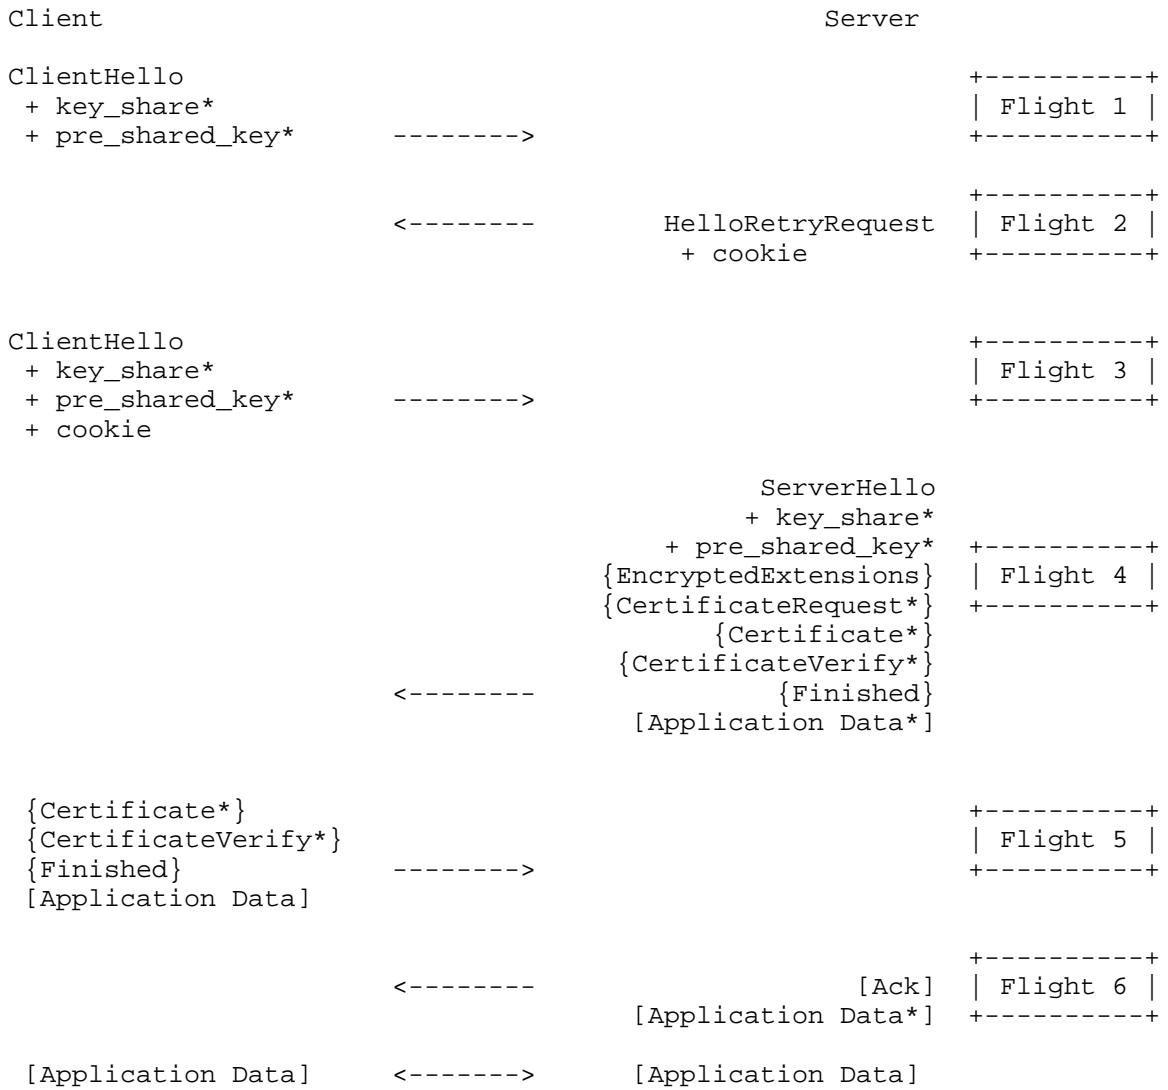 Client                                           Server

ClientHello                                               +----------+
 + key_share*                                             | Flight 1 |
 + pre_shared_key*      -------->                          +----------+

                                                          +----------+
                        <--------        HelloRetryRequest  | Flight 2 |
                                          + cookie          +----------+

ClientHello                                               +----------+
 + key_share*                                             | Flight 3 |
 + pre_shared_key*      -------->                          +----------+
 + cookie

                                               ServerHello
                                              + key_share*
                                         + pre_shared_key*  +----------+
                                     {EncryptedExtensions}  | Flight 4 |
                                     {CertificateRequest*}  +----------+
                                            {Certificate*}
                                      {CertificateVerify*}
                        <--------               {Finished}
                                       [Application Data*]

 {Certificate*}                                           +----------+
 {CertificateVerify*}                                     | Flight 5 |
 {Finished}             -------->                          +----------+
 [Application Data]

                                                          +----------+
                        <--------                    [Ack]  | Flight 6 |
                                       [Application Data*]  +----------+

 [Application Data]     <------->      [Application Data]